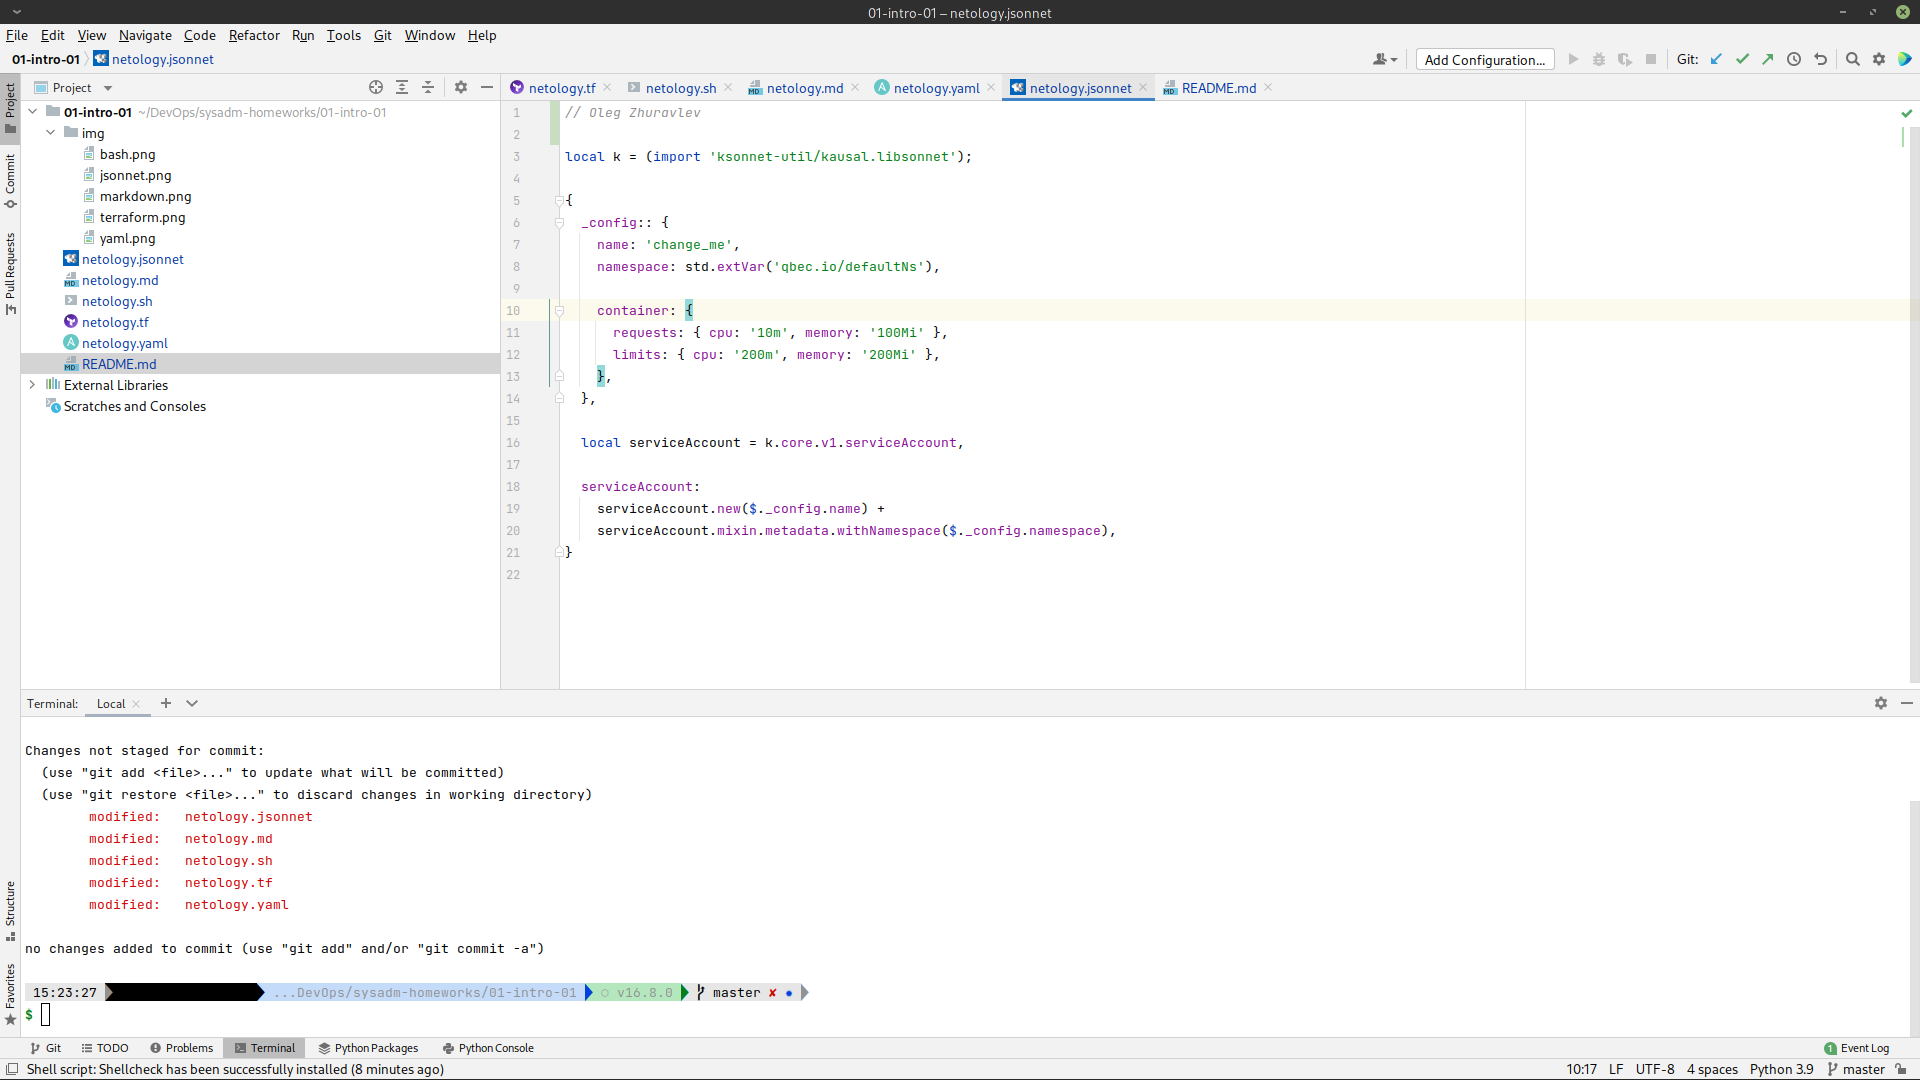 01-intro-01 – netology.jsonnet
File Edit View Navigate Code Refactor Run Tools Git Window Help
01-intro-01 netology.jsonnet
Add Configuration...
Git:
Project
Commit
Pull Requests
Structure
Favorites
Project
01-intro-01 ~/DevOps/sysadm-homeworks/01-intro-01
img
bash.png
jsonnet.png
markdown.png
terraform.png
yaml.png
netology.jsonnet
netology.md
netology.sh
netology.tf
netology.yaml
README.md
External Libraries
Scratches and Consoles
netology.tf netology.sh netology.md netology.yaml netology.jsonnet README.md
1 // Oleg Zhuravlev
2
3 local k = (import 'ksonnet-util/kausal.libsonnet');
4
5 {
6 _config:: {
7 name: 'change_me',
8 namespace: std.extVar('qbec.io/defaultNs'),
9
10 container: {
11 requests: { cpu: '10m', memory: '100Mi' },
12 limits: { cpu: '200m', memory: '200Mi' },
13 },
14 },
15
16 local serviceAccount = k.core.v1.serviceAccount,
17
18 serviceAccount:
19 serviceAccount.new($._config.name) +
20 serviceAccount.mixin.metadata.withNamespace($._config.namespace),
21 }
22
Terminal: Local
Changes not staged for commit:
(use "git add <file>..." to update what will be committed)
(use "git restore <file>..." to discard changes in working directory)
modified: netology.jsonnet
modified: netology.md
modified: netology.sh
modified: netology.tf
modified: netology.yaml
no changes added to commit (use "git add" and/or "git commit -a")
15:23:27 ...DevOps/sysadm-homeworks/01-intro-01 v16.8.0 master ✘
$
Git TODO Problems Terminal Python Packages Python Console
1 Event Log
Shell script: Shellcheck has been successfully installed (8 minutes ago)
10:17 LF UTF-8 4 spaces Python 3.9 master